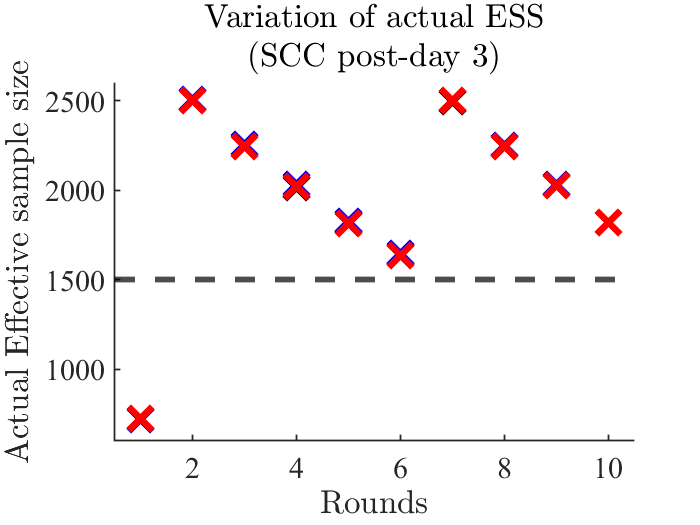 Variation of actual ESS
(SCC post-day 3)
Actual Effective sample size
2500
2000
1500
1000
2 4 6 8 10
Rounds